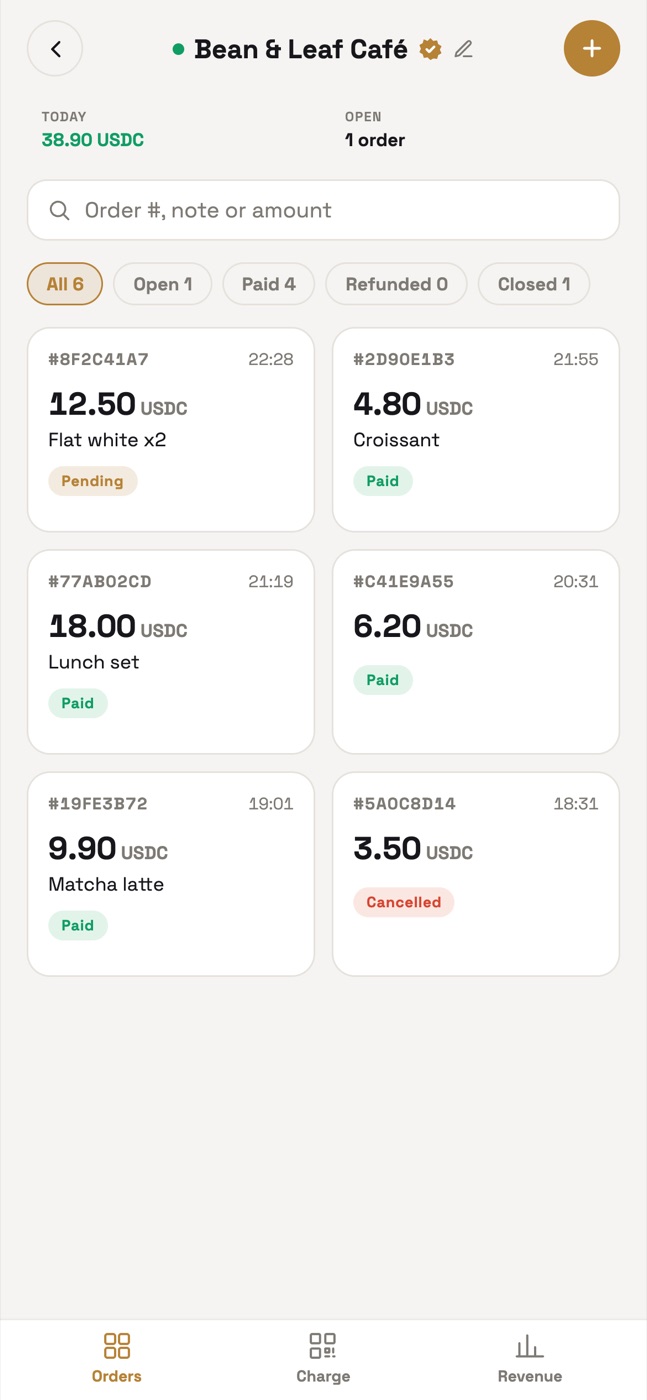 Bean & Leaf Café
TODAY
38.90 USDC
OPEN
1 order
Order #, note or amount
All 6
Open 1
Paid 4
Refunded 0
Closed 1
#8F2C41A7
22:28
12.50 USDC
Flat white x2
Pending
#2D90E1B3
21:55
4.80 USDC
Croissant
Paid
#77AB02CD
21:19
18.00 USDC
Lunch set
Paid
#C41E9A55
20:31
6.20 USDC
Paid
#19FE3B72
19:01
9.90 USDC
Matcha latte
Paid
#5A0C8D14
18:31
3.50 USDC
Cancelled
Orders
Charge
Revenue